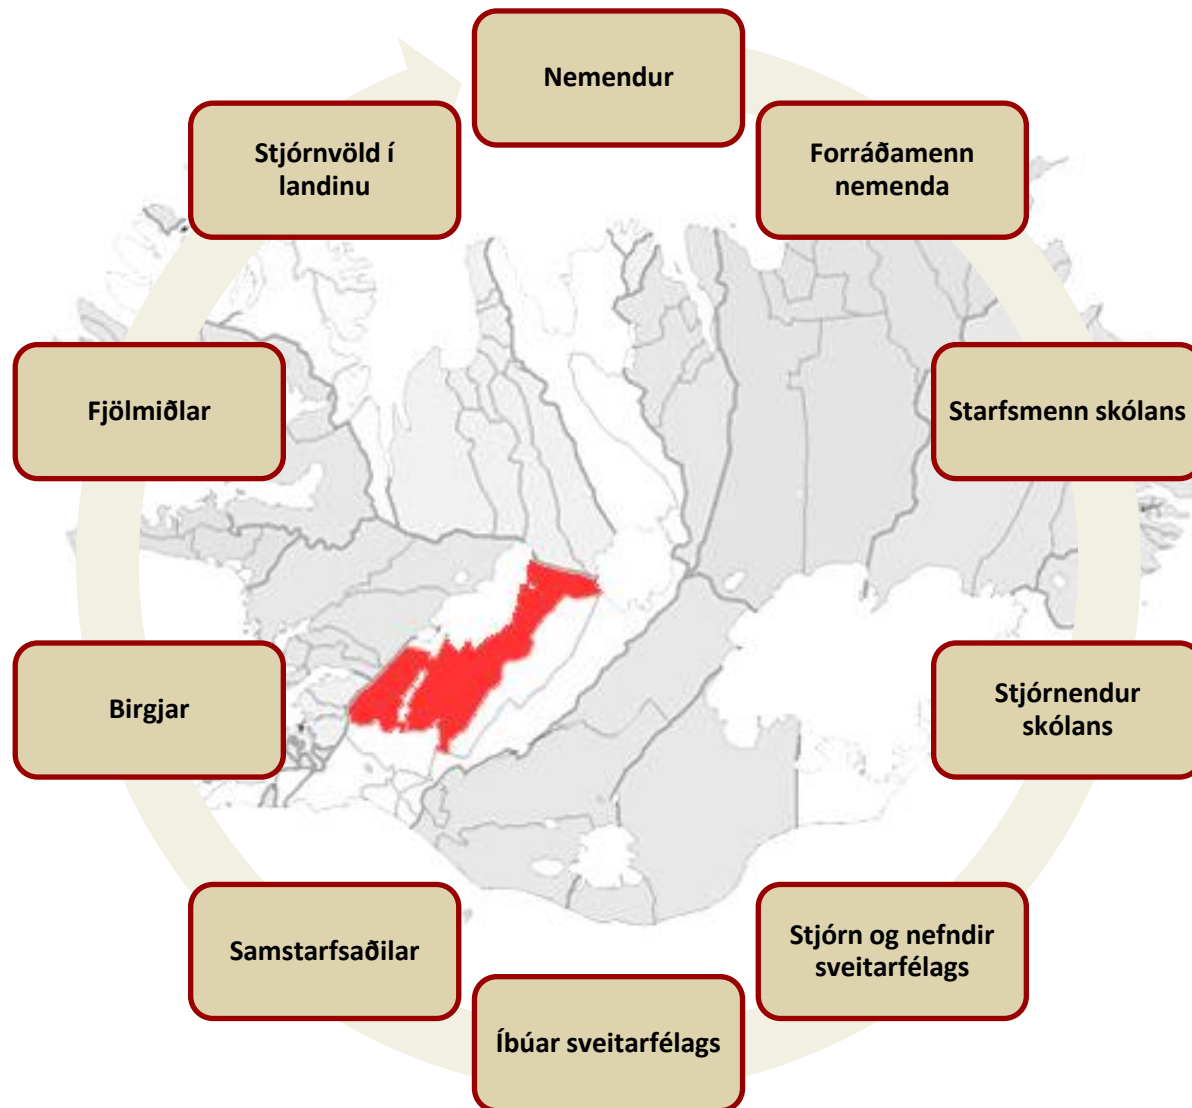 Nemendur
Forráðamenn
nemenda
Starfsmenn skólans
Stjórnendur
skólans
Stjórn og nefndir
sveitarfélags
Íbúar sveitarfélags
Samstarfsaðilar
Birgjar
Fjölmiðlar
Stjórnvöld í
landinu